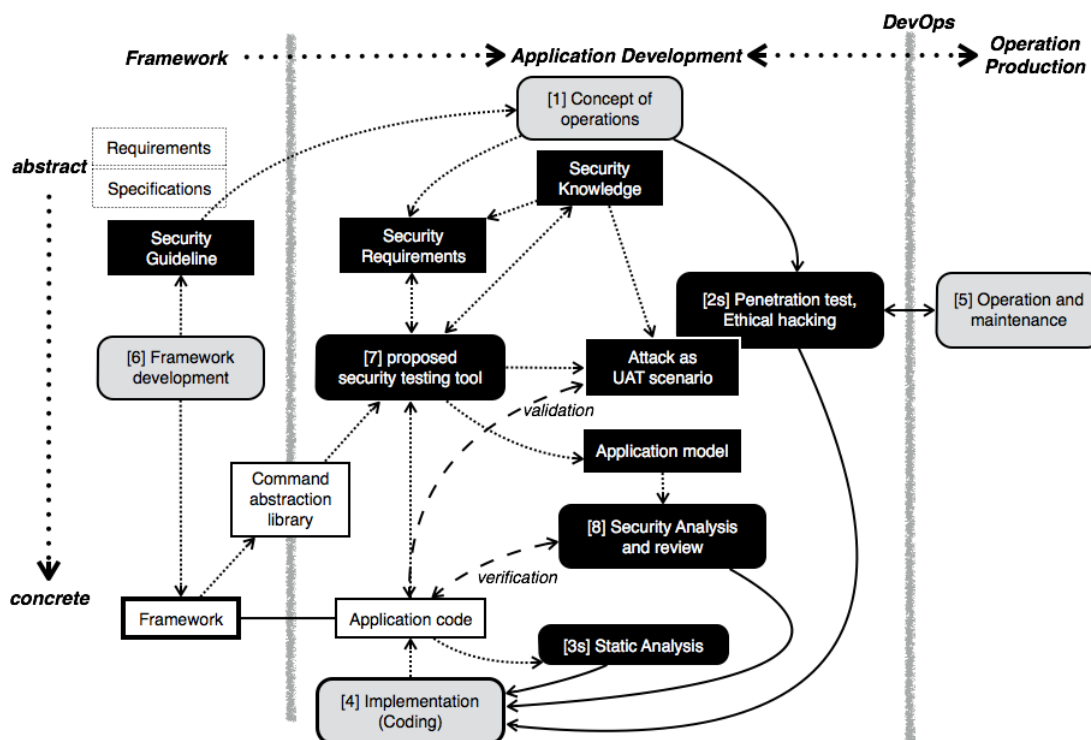 DevOps
Framework
Application Development
Operation
Production
[1] Concept of
operations
Requirements
abstract
Specifications
Security
Knowledge
Security
Guideline
Security
Requirements
[2s] Penetration test,
Ethical hacking
[5] Operation and
maintenance
[6] Framework
development
[7] proposed
security testing tool
Attack as
UAT scenario
validation
Application model
Command
abstraction
library
[8] Security Analysis
and review
verification
concrete
Framework
Application code
[3s] Static Analysis
[4] Implementation
(Coding)